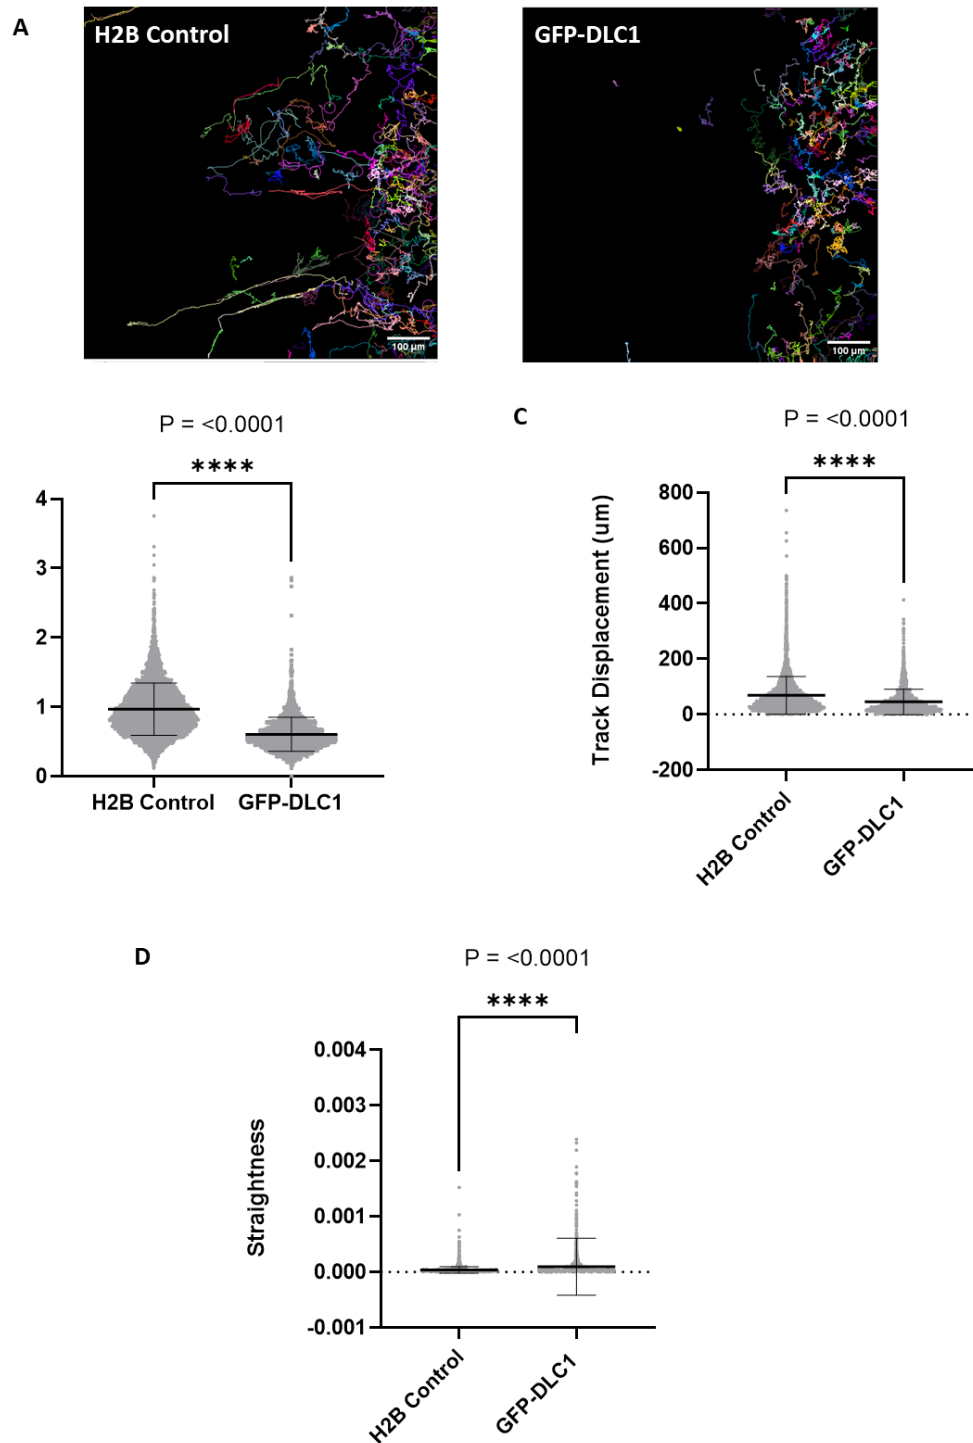 A
H2B Control
GFP-DLC1
100 µm
100 µm
P = <0.0001
****
4
3
2
1
0
H2B Control
GFP-DLC1
C
P = <0.0001
****
Track Displacement (um)
800
600
400
200
0
-200
H2B Control
GFP-DLC1
D
P = <0.0001
****
Straightness
0.004
0.003
0.002
0.001
0.000
-0.001
H2B Control
GFP-DLC1